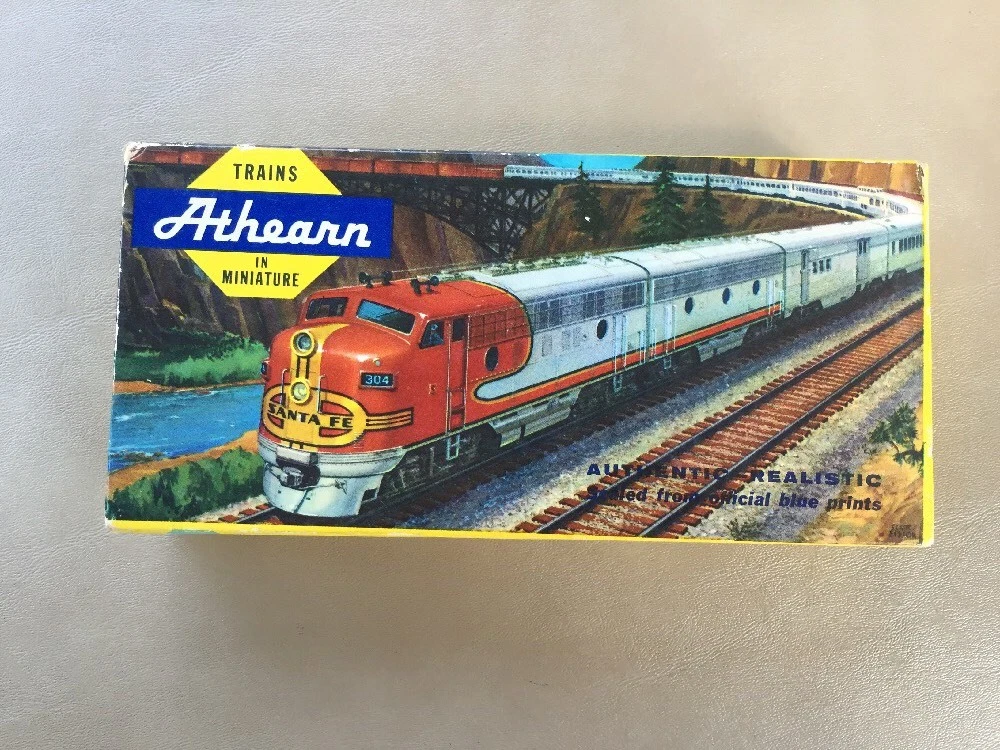 TRAINS
Athearn
IN
MINIATURE
304
SANTA FE
AUTHENTIC - REALISTIC
Scaled from official blue prints